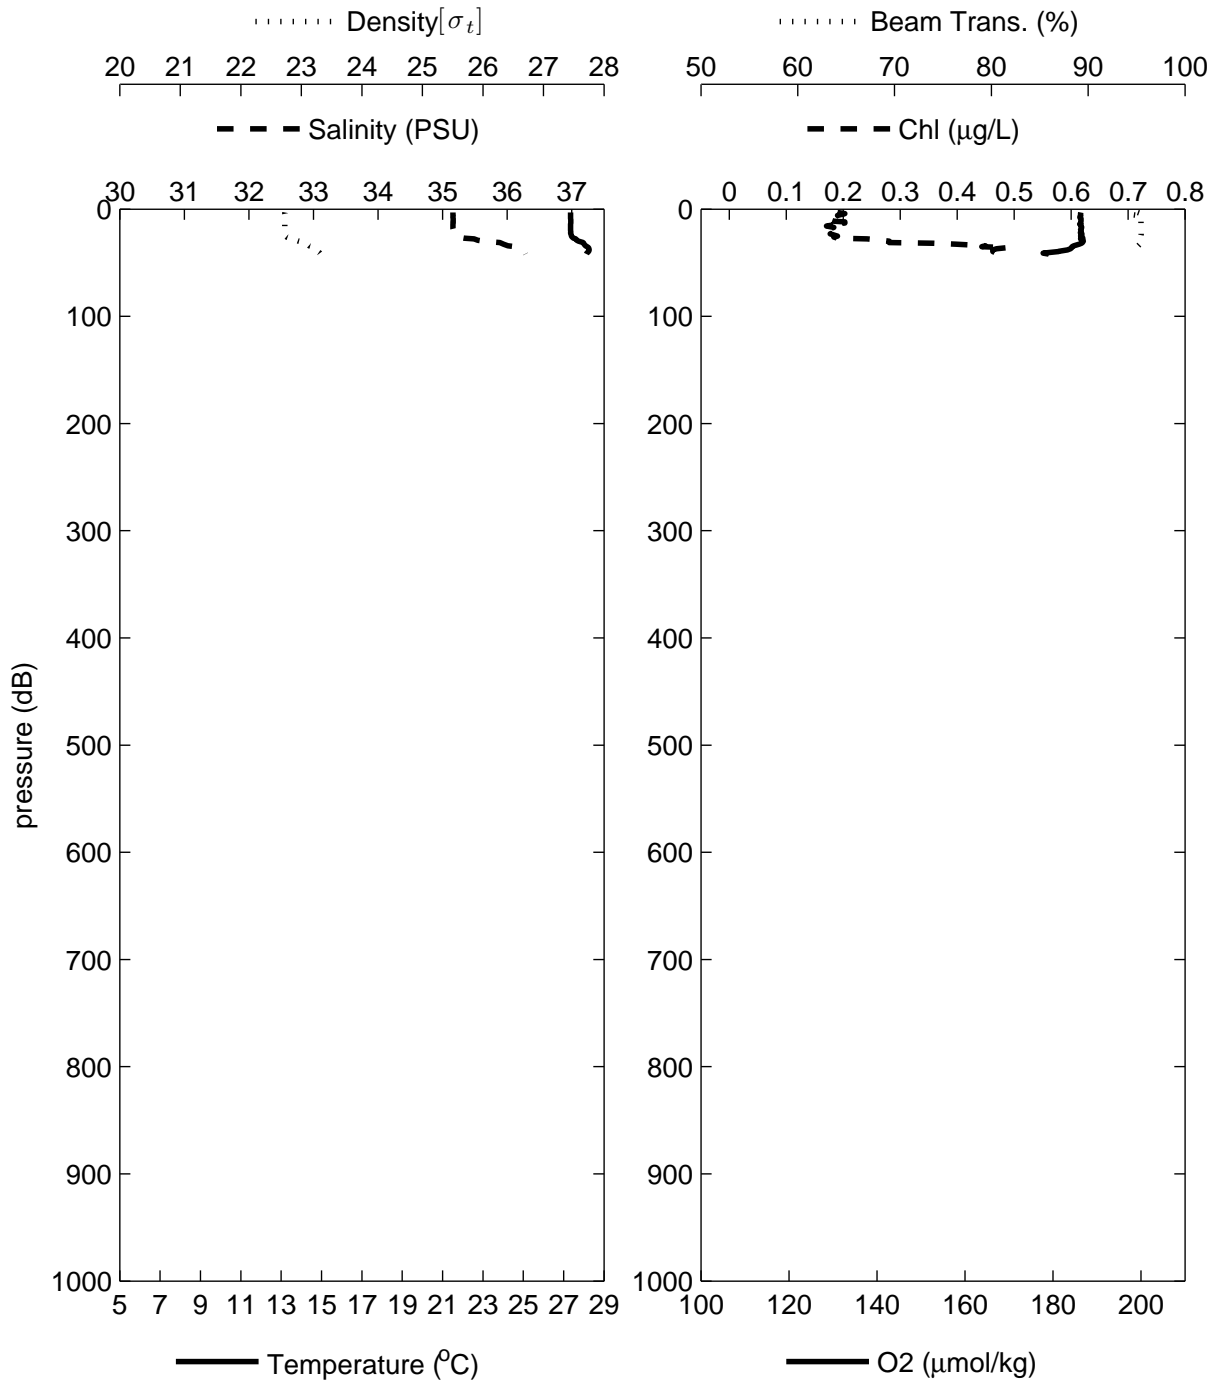 Density[σ t]
Beam Trans. (%)
20 21 22 23 24 25 26 27 28
50 60 70 80 90 100
Salinity (PSU)
Chl (μg/L)
30 31 32 33 34 35 36 37
0 0.1 0.2 0.3 0.4 0.5 0.6 0.7 0.8
0
100
200
300
400
500
600
700
800
900
1000
pressure (dB)
0
100
200
300
400
500
600
700
800
900
1000
5 7 9 11 13 15 17 19 21 23 25 27 29
100 120 140 160 180 200
Temperature (°C)
O2 (μmol/kg)